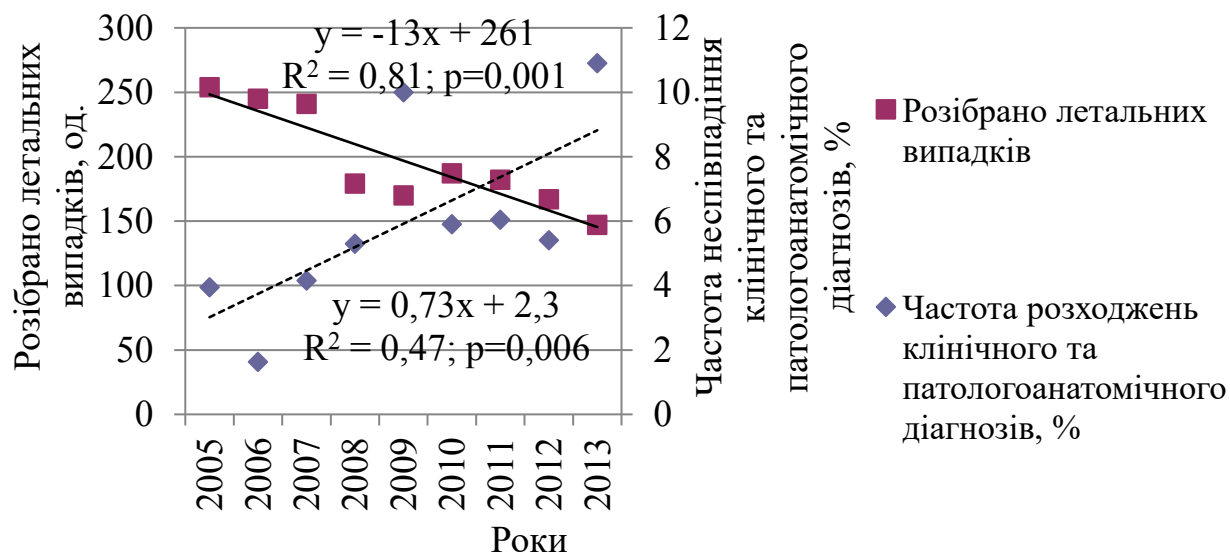 Розібрано летальних
випадків, од.
300
250
200
150
100
50
0
y = -13x + 261
R² = 0,81; p=0,001
y = 0,73x + 2,3
R² = 0,47; p=0,006
12
10
8
6
4
2
0
Частота неспівпадіння
клінічного та
патологоанатомічного
діагнозів, %
2005
2006
2007
2008
2009
2010
2011
2012
2013
Роки
Розібрано летальних
випадків
Частота розходжень
клінічного та
патологоанатомічного
діагнозів, %